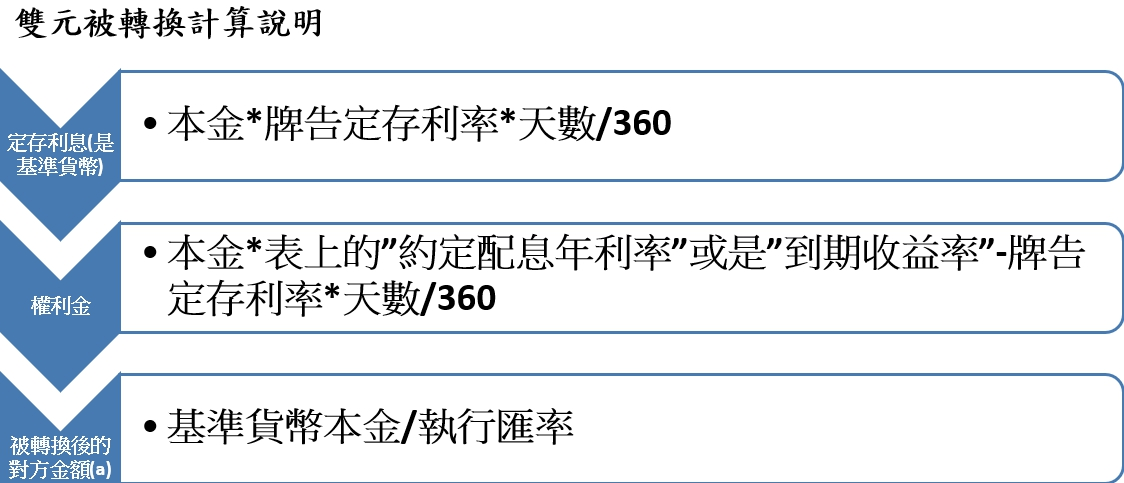 雙元被轉換計算說明
定存利息(是
基準貨幣)
• 本金*牌告定存利率*天數/360
權利金
• 本金*表上的”約定配息年利率”或是”到期收益率”-牌告
定存利率*天數/360
被轉換後的
對方金額(a)
• 基準貨幣本金/執行匯率